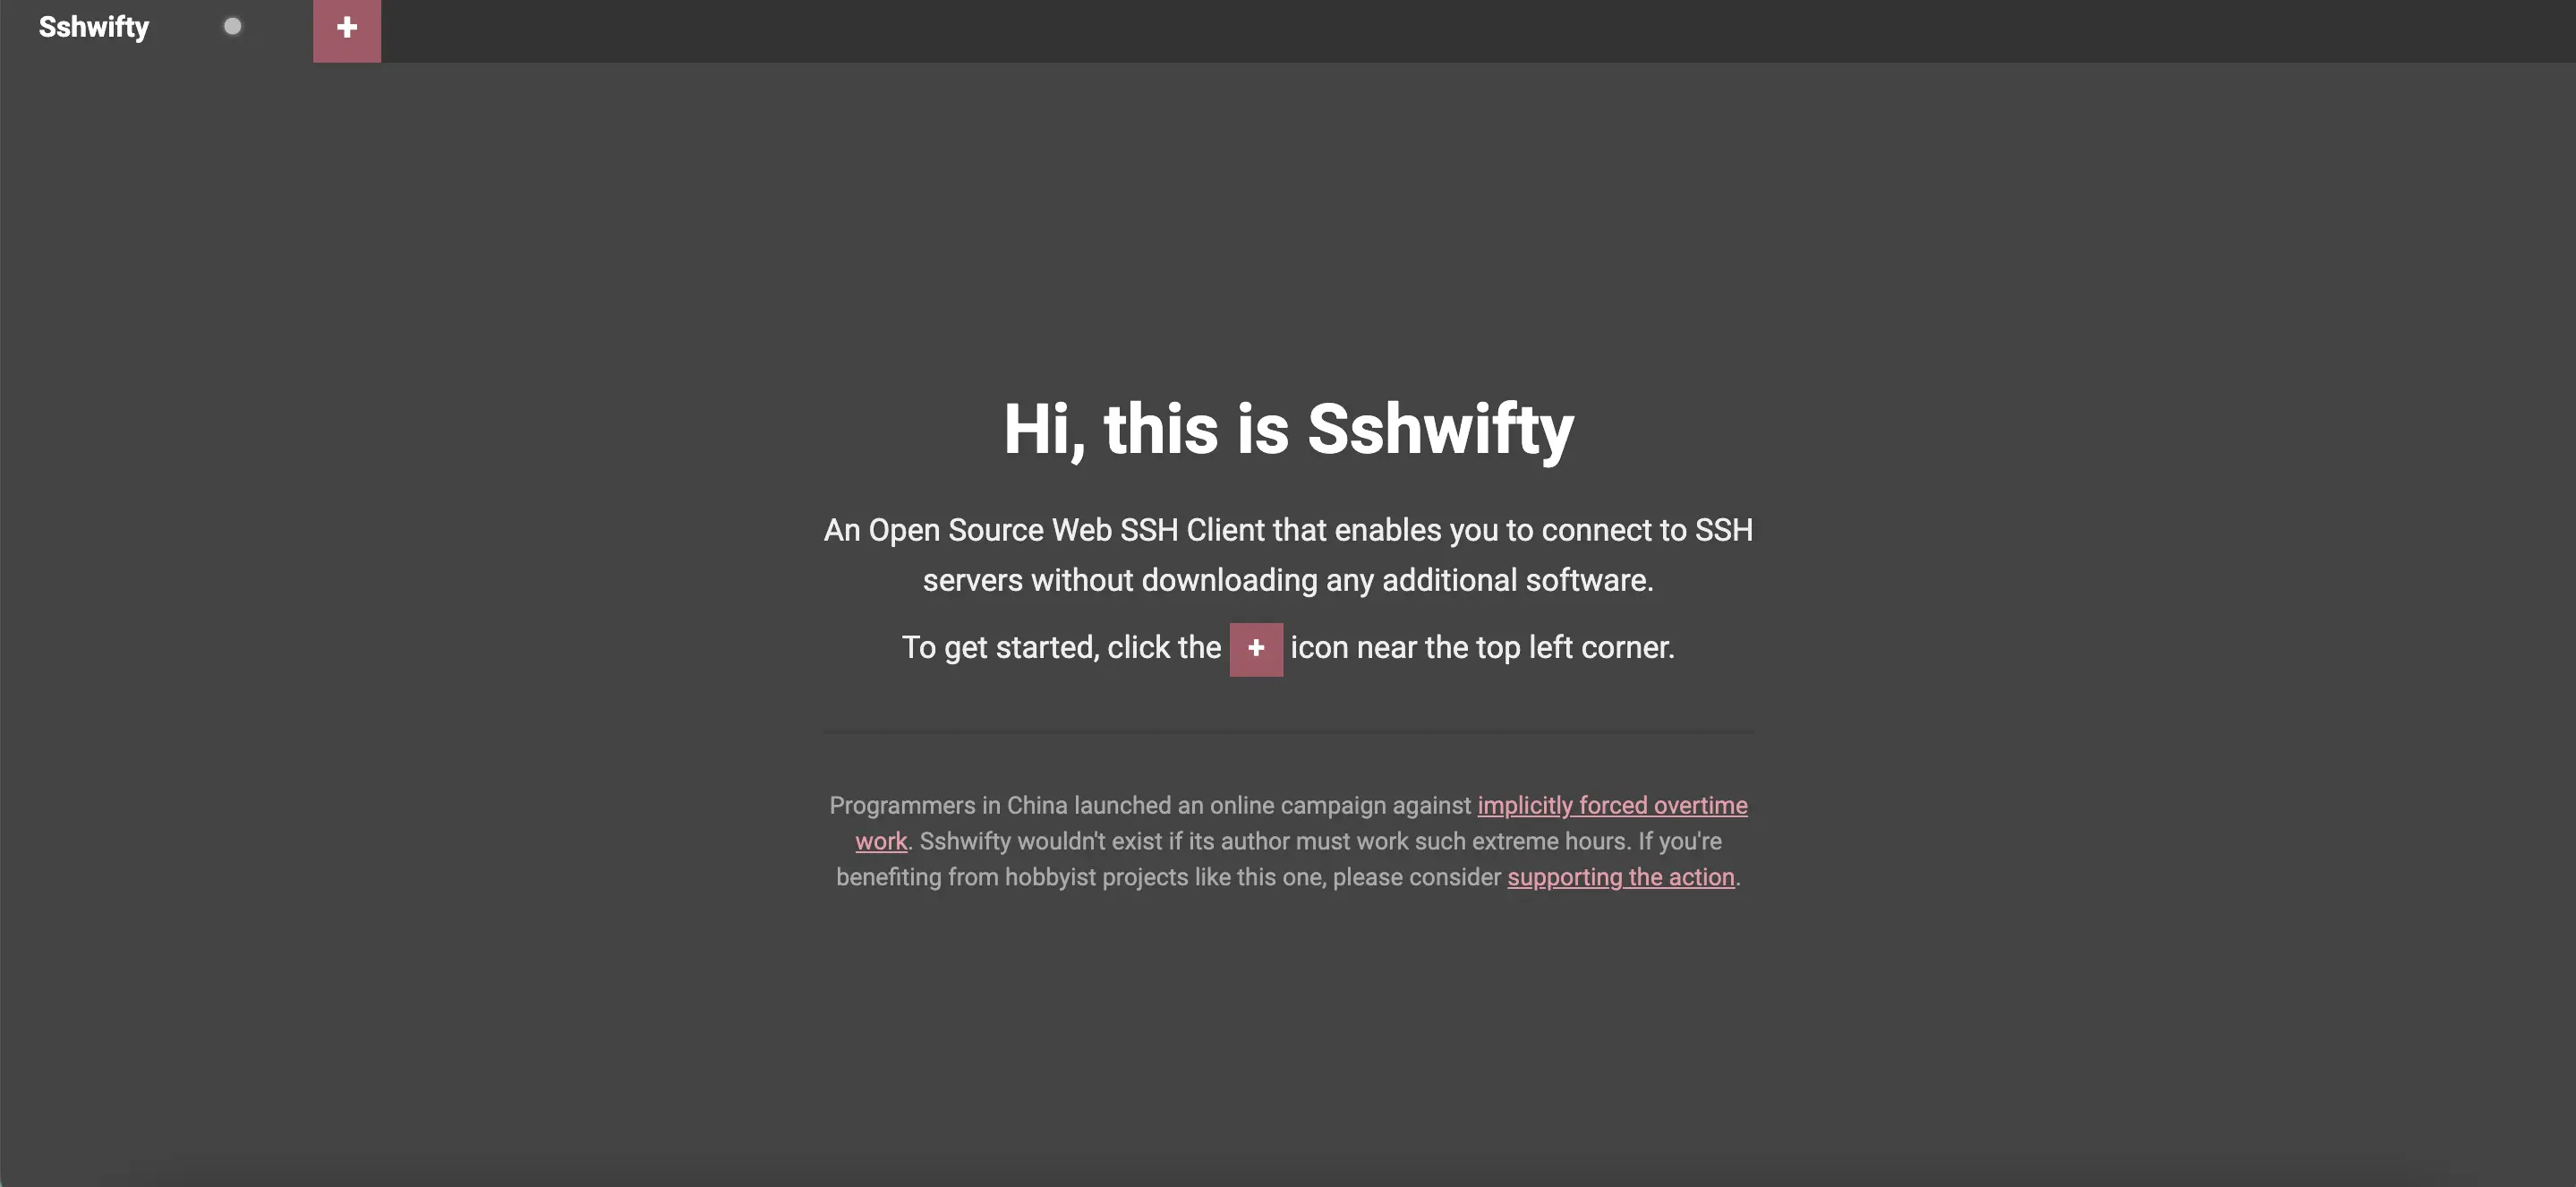 Sshwifty
+
Hi, this is Sshwifty
An Open Source Web SSH Client that enables you to connect to SSH
servers without downloading any additional software.
To get started, click the + icon near the top left corner.
Programmers in China launched an online campaign against implicitly forced overtime
work. Sshwifty wouldn't exist if its author must work such extreme hours. If you're
benefiting from hobbyist projects like this one, please consider supporting the action.